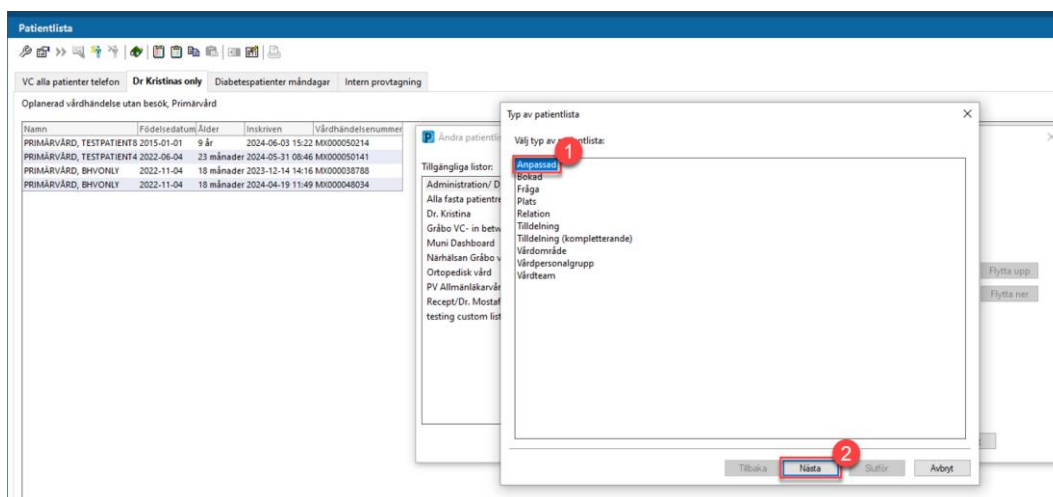 Patientlista
VC alla patienter telefon Dr Kristinas only Diabetespatienter måndagar Intern provtagning
Oplanerad vårdhändelse utan besök, Primärvård
Namn Födelsedatum Ålder Inskriven Vårdhändelsenummer
PRIMÄRVÅRD, TESTPATIENT8 2015-01-01 9 år 2024-06-03 15:22 MX000050214
PRIMÄRVÅRD, TESTPATIENT4 2022-06-04 23 månader 2024-05-31 08:46 MX000050141
PRIMÄRVÅRD, BHVONLY 2022-11-04 18 månader 2023-12-14 14:16 MX000038788
PRIMÄRVÅRD, BHVONLY 2022-11-04 18 månader 2024-04-19 11:49 MX000048034
Ändra patientlis
Tillgängliga listor:
Administration/ D
Alla fasta patientre
Dr. Kristina
Gråbo VC- in betw
Muni Dashboard
Närhälsan Gråbo v
Ortopedisk vård
PV Allmänläkarvår
Recept/Dr. Mostaf
testing custom list
Flytta upp
Flytta ner
Typ av patientlista
Välj typ av patientlista:
1
Anpassad
Bokad
Fråga
Plats
Relation
Tilldelning
Tilldelning (kompletterande)
Vårdområde
Vårdpersonalgrupp
Vårdteam
2
Tillbaka Nästa Slutför Avbryt